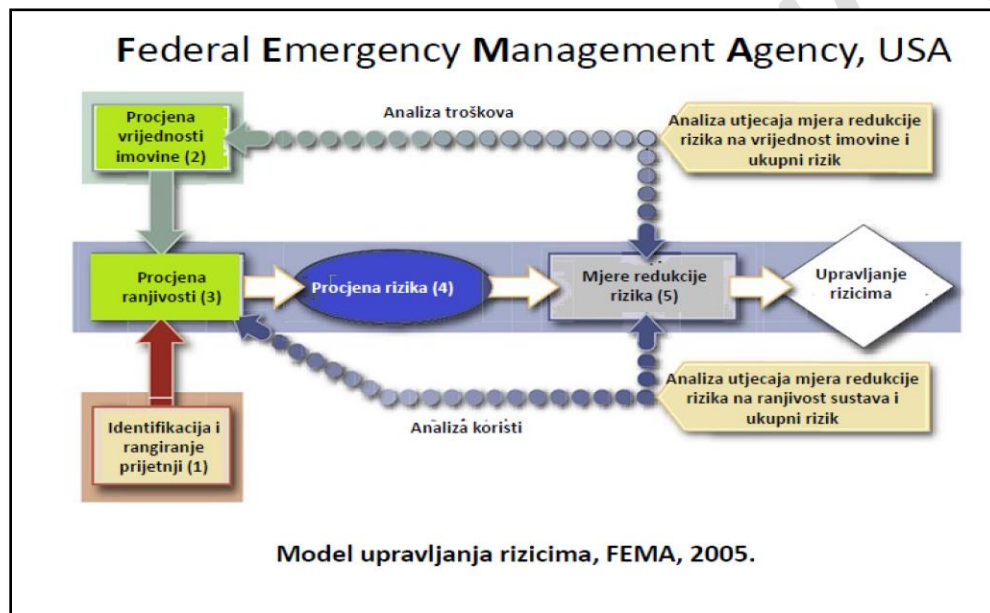 Federal Emergency Management Agency, USA
Procjena
vrijednosti
imovine (2)
Analiza troškova
Analiza utjecaja mjera redukcije
rizika na vrijednost imovine i
ukupni rizik
Procjena
ranjivosti (3)
Procjena rizika (4)
Mjere redukcije
rizika (5)
Upravljanje
rizicima
Identifikacija i
rangiranje
prijetnji (1)
Analiza koristi
Analiza utjecaja mjera redukcije
rizika na ranjivost sustava i
ukupni rizik
Model upravljanja rizicima, FEMA, 2005.